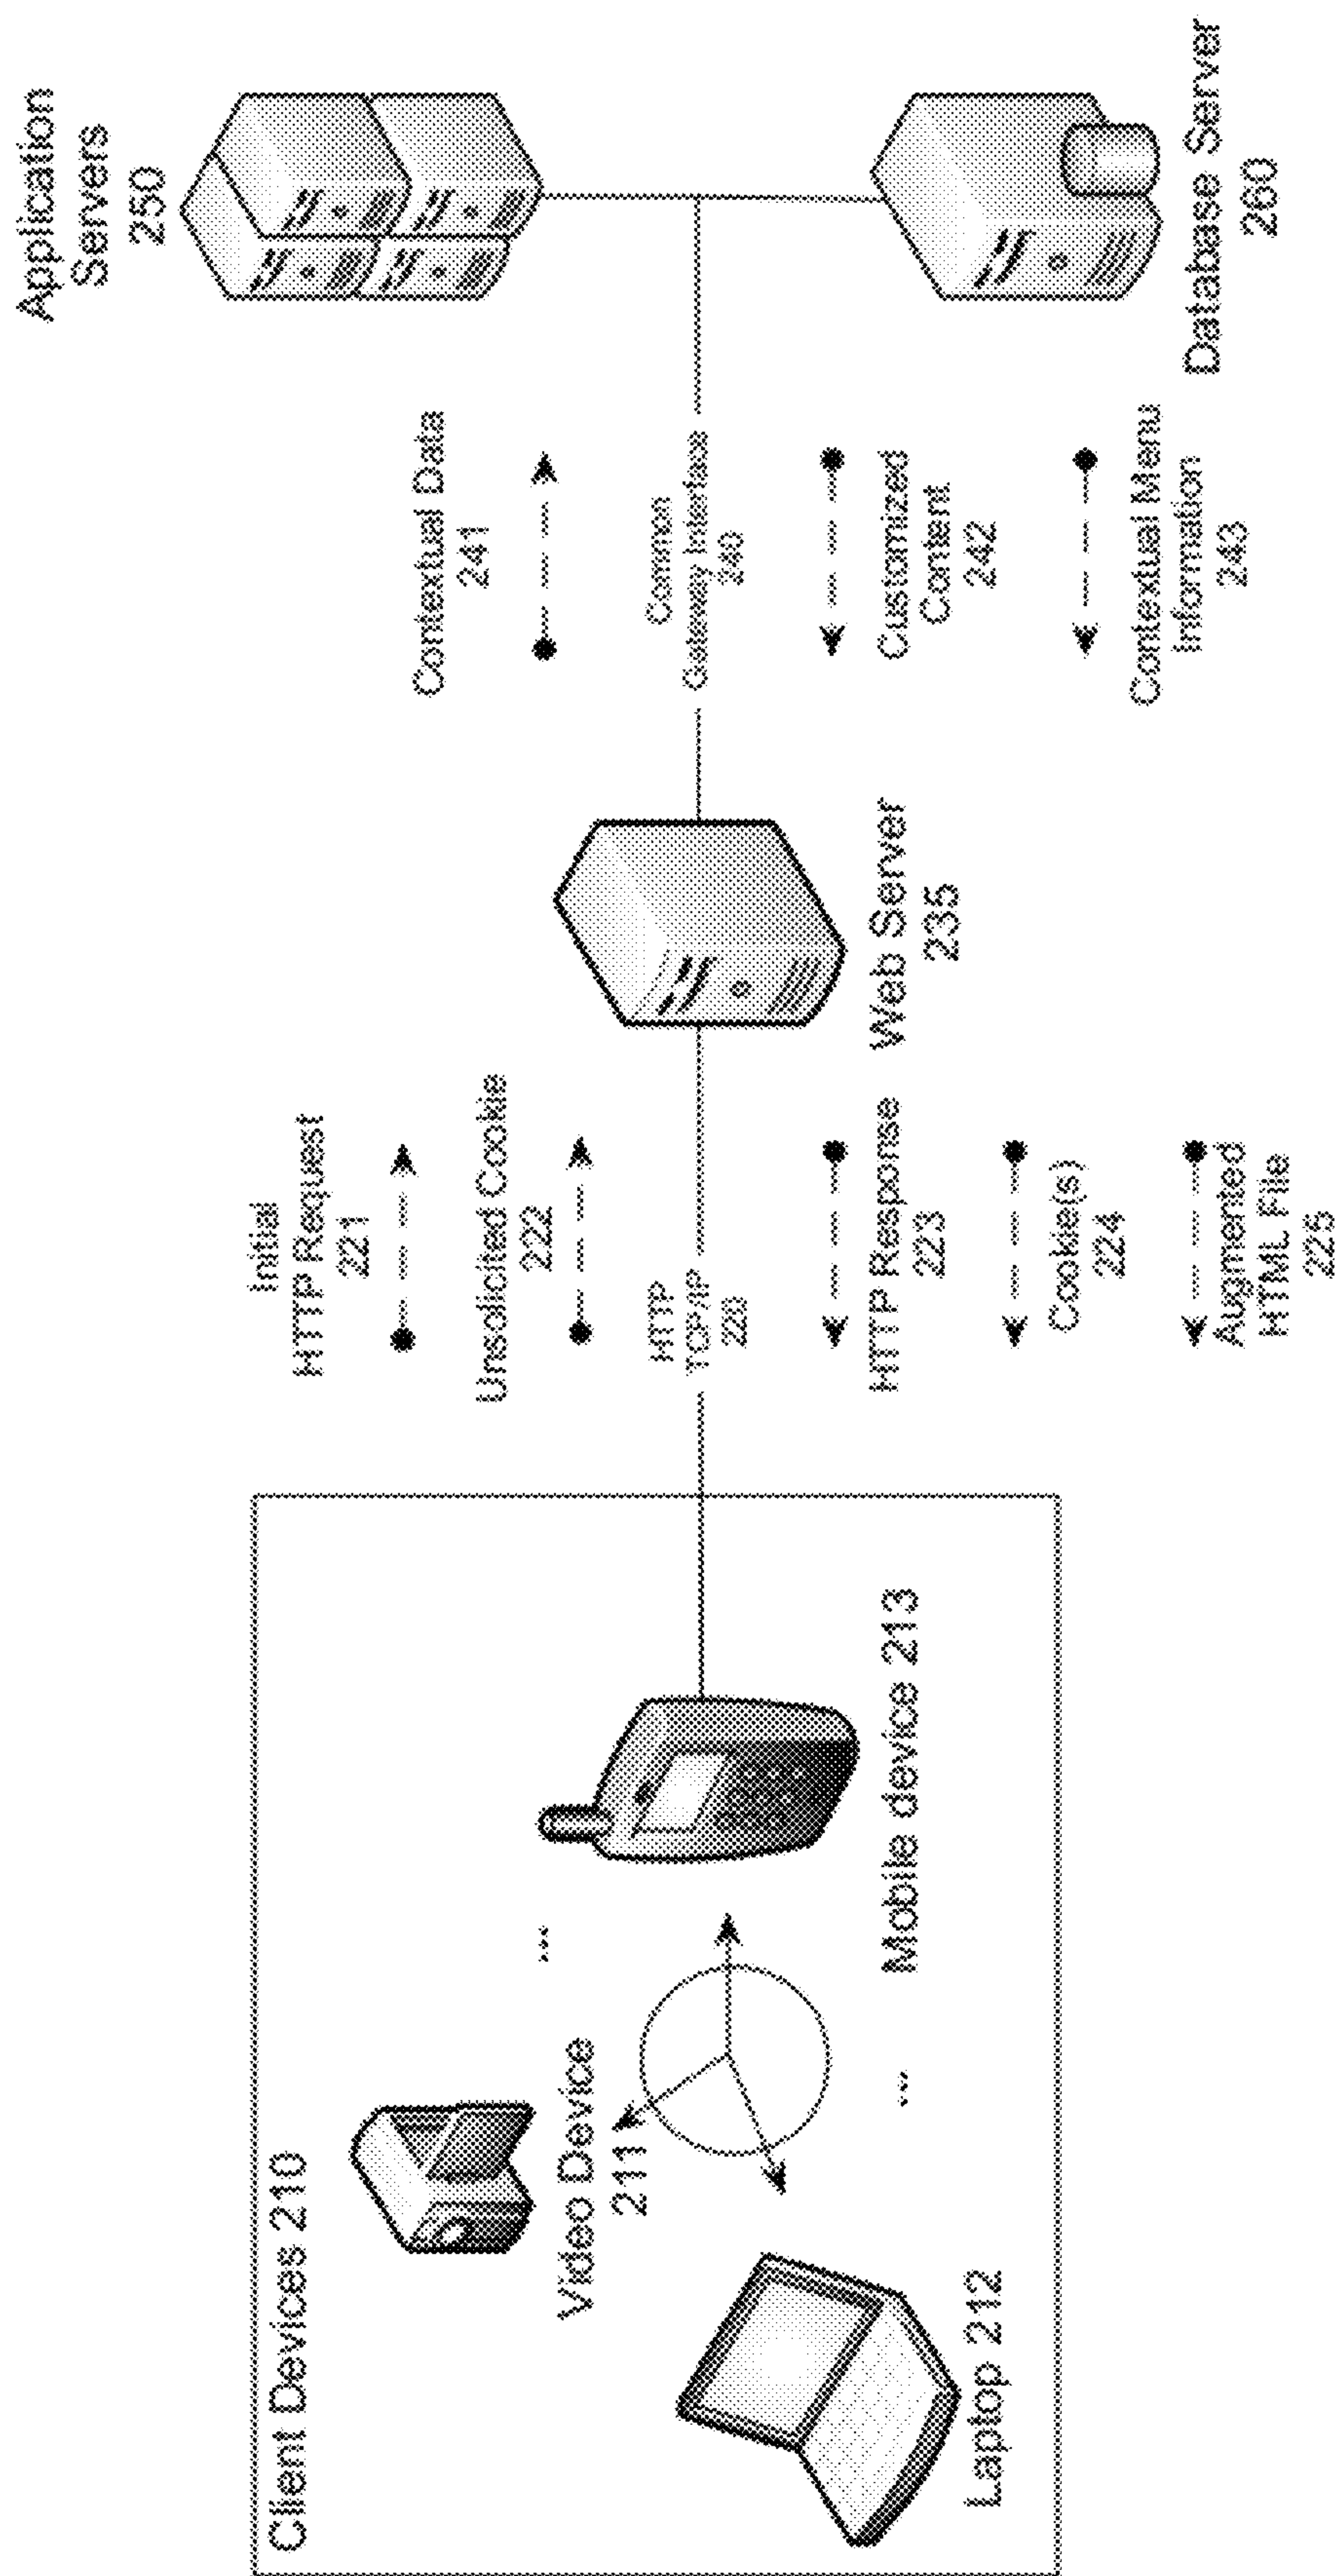 Client Devices 210
Video Device
211
Laptop 212
Mobile device 213
...
...
Initial
HTTP Request
221
Unsolicited Cookie
222
HTTP
TCP/IP
220
HTTP Response
223
Cookie(s)
224
Augmented
HTML File
225
Web Server
235
Contextual Data
241
Common
Gateway Interface
240
Customized
Content
242
Contextual Menu
Information
243
Application
Servers
250
Database Server
260